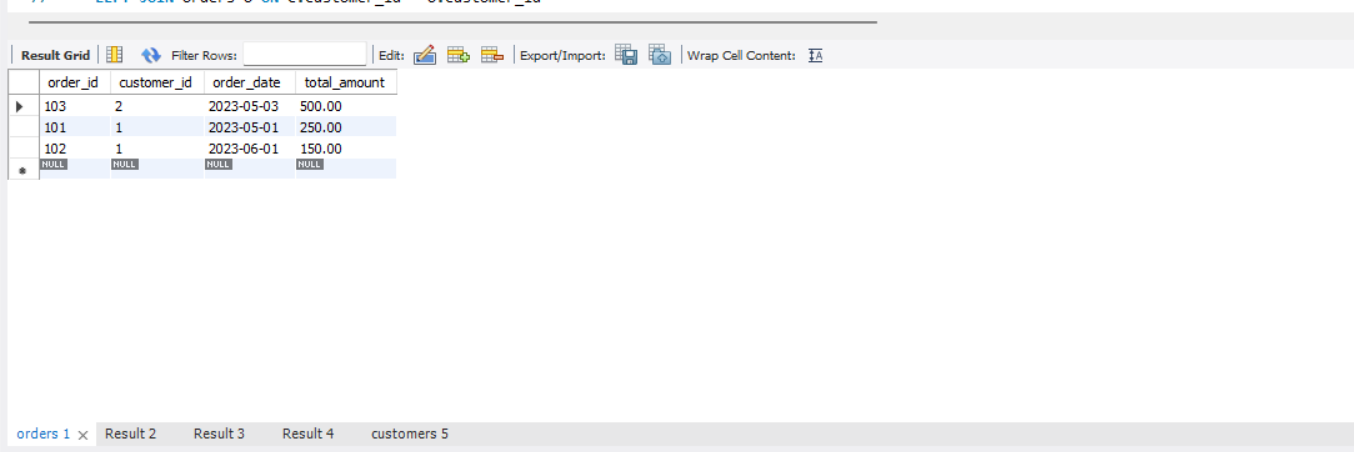 Result Grid Filter Rows: Edit: Export/Import: Wrap Cell Content: IA
order_id customer_id order_date total_amount
103 2 2023-05-03 500.00
101 1 2023-05-01 250.00
102 1 2023-06-01 150.00
NULL NULL NULL NULL
orders 1 × Result 2 Result 3 Result 4 customers 5